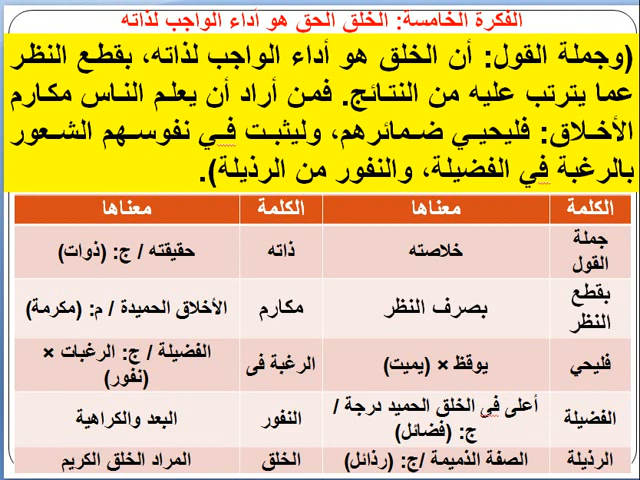 الفكرة الخامسة: الخلق الحق هو أداء الواجب لذاته
(وجملة القول: أن الخلق هو أداء الواجب لذاته، بقطع النظر
عما يترتب عليه من النتائج. فمن أراد أن يعلم الناس مكارم
الأخلاق: فليحيي ضمائرهم، وليثبت في نفوسهم الشعور
بالرغبة في الفضيلة، والنفور من الرذيلة).
الكلمة معناها الكلمة معناها
جملة القول خلاصته ذاته حقيقته / ج: (ذوات)
بقطع النظر بصرف النظر مكارم الأخلاق الحميدة / م: (مكرمة)
فليحي يوقظ × (يميت) الرغبة فى الفضيلة / ج: الرغبات × (نفور)
الفضيلة أعلى في الخلق الحميد درجة / ج: (فضائل) النفور البعد والكراهية
الرذيلة الصفة الذميمة /ج: (رذائل) الخلق المراد الخلق الكريم